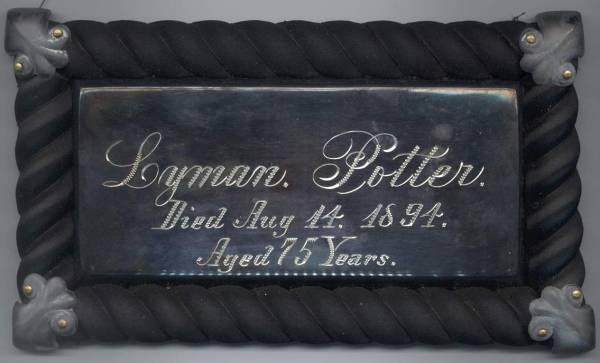 Lyman. Potter.
Died Aug 14. 1894.
Aged 75 Years.